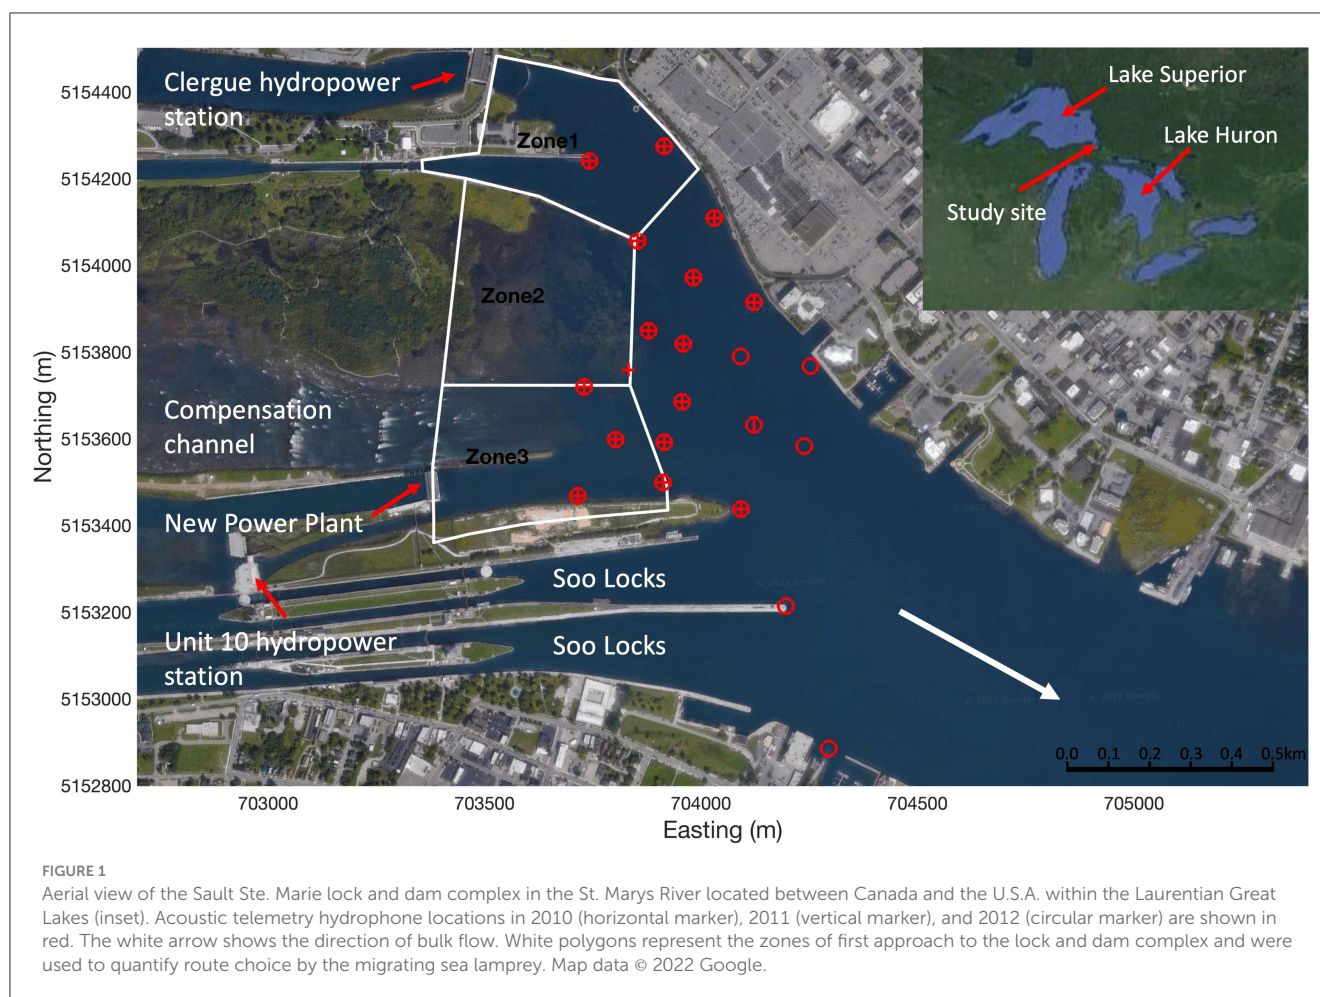 Clergue hydropower
station
Zone1
Zone2
Compensation
channel
Zone3
New Power Plant
Soo Locks
Unit 10 hydropower
station
Soo Locks
Lake Superior
Lake Huron
Study site
© 2022 Google
© 2022 Google
© 2022 Google
0.0 0.1 0.2 0.3 0.4 0.5km
5154400
5154200
5154000
5153800
5153600
5153400
5153200
5153000
5152800
Northing (m)
703000 703500 704000 704500 705000
Easting (m)
FIGURE 1
Aerial view of the Sault Ste. Marie lock and dam complex in the St. Marys River located between Canada and the U.S.A. within the Laurentian Great
Lakes (inset). Acoustic telemetry hydrophone locations in 2010 (horizontal marker), 2011 (vertical marker), and 2012 (circular marker) are shown in
red. The white arrow shows the direction of bulk flow. White polygons represent the zones of first approach to the lock and dam complex and were
used to quantify route choice by the migrating sea lamprey. Map data © 2022 Google.